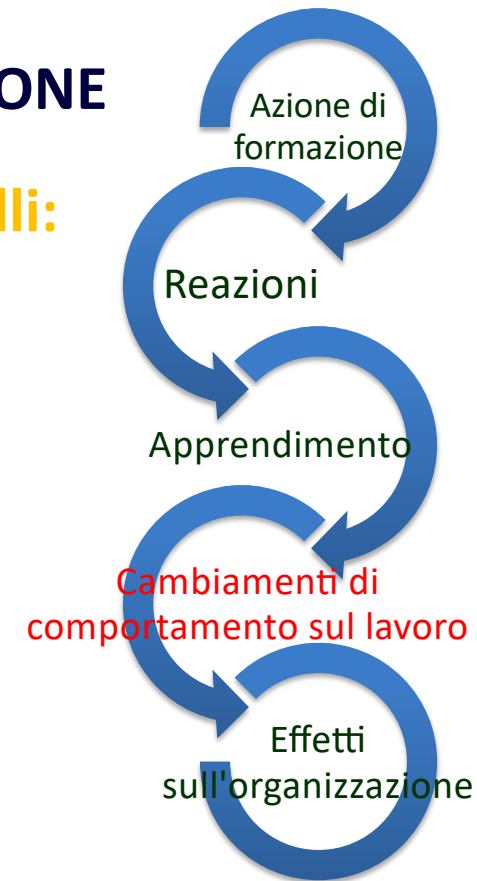 ONE
lli:
Azione di
formazione
Reazioni
Apprendimento
Cambiamenti di
comportamento sul lavoro
Effetti
sull'organizzazione